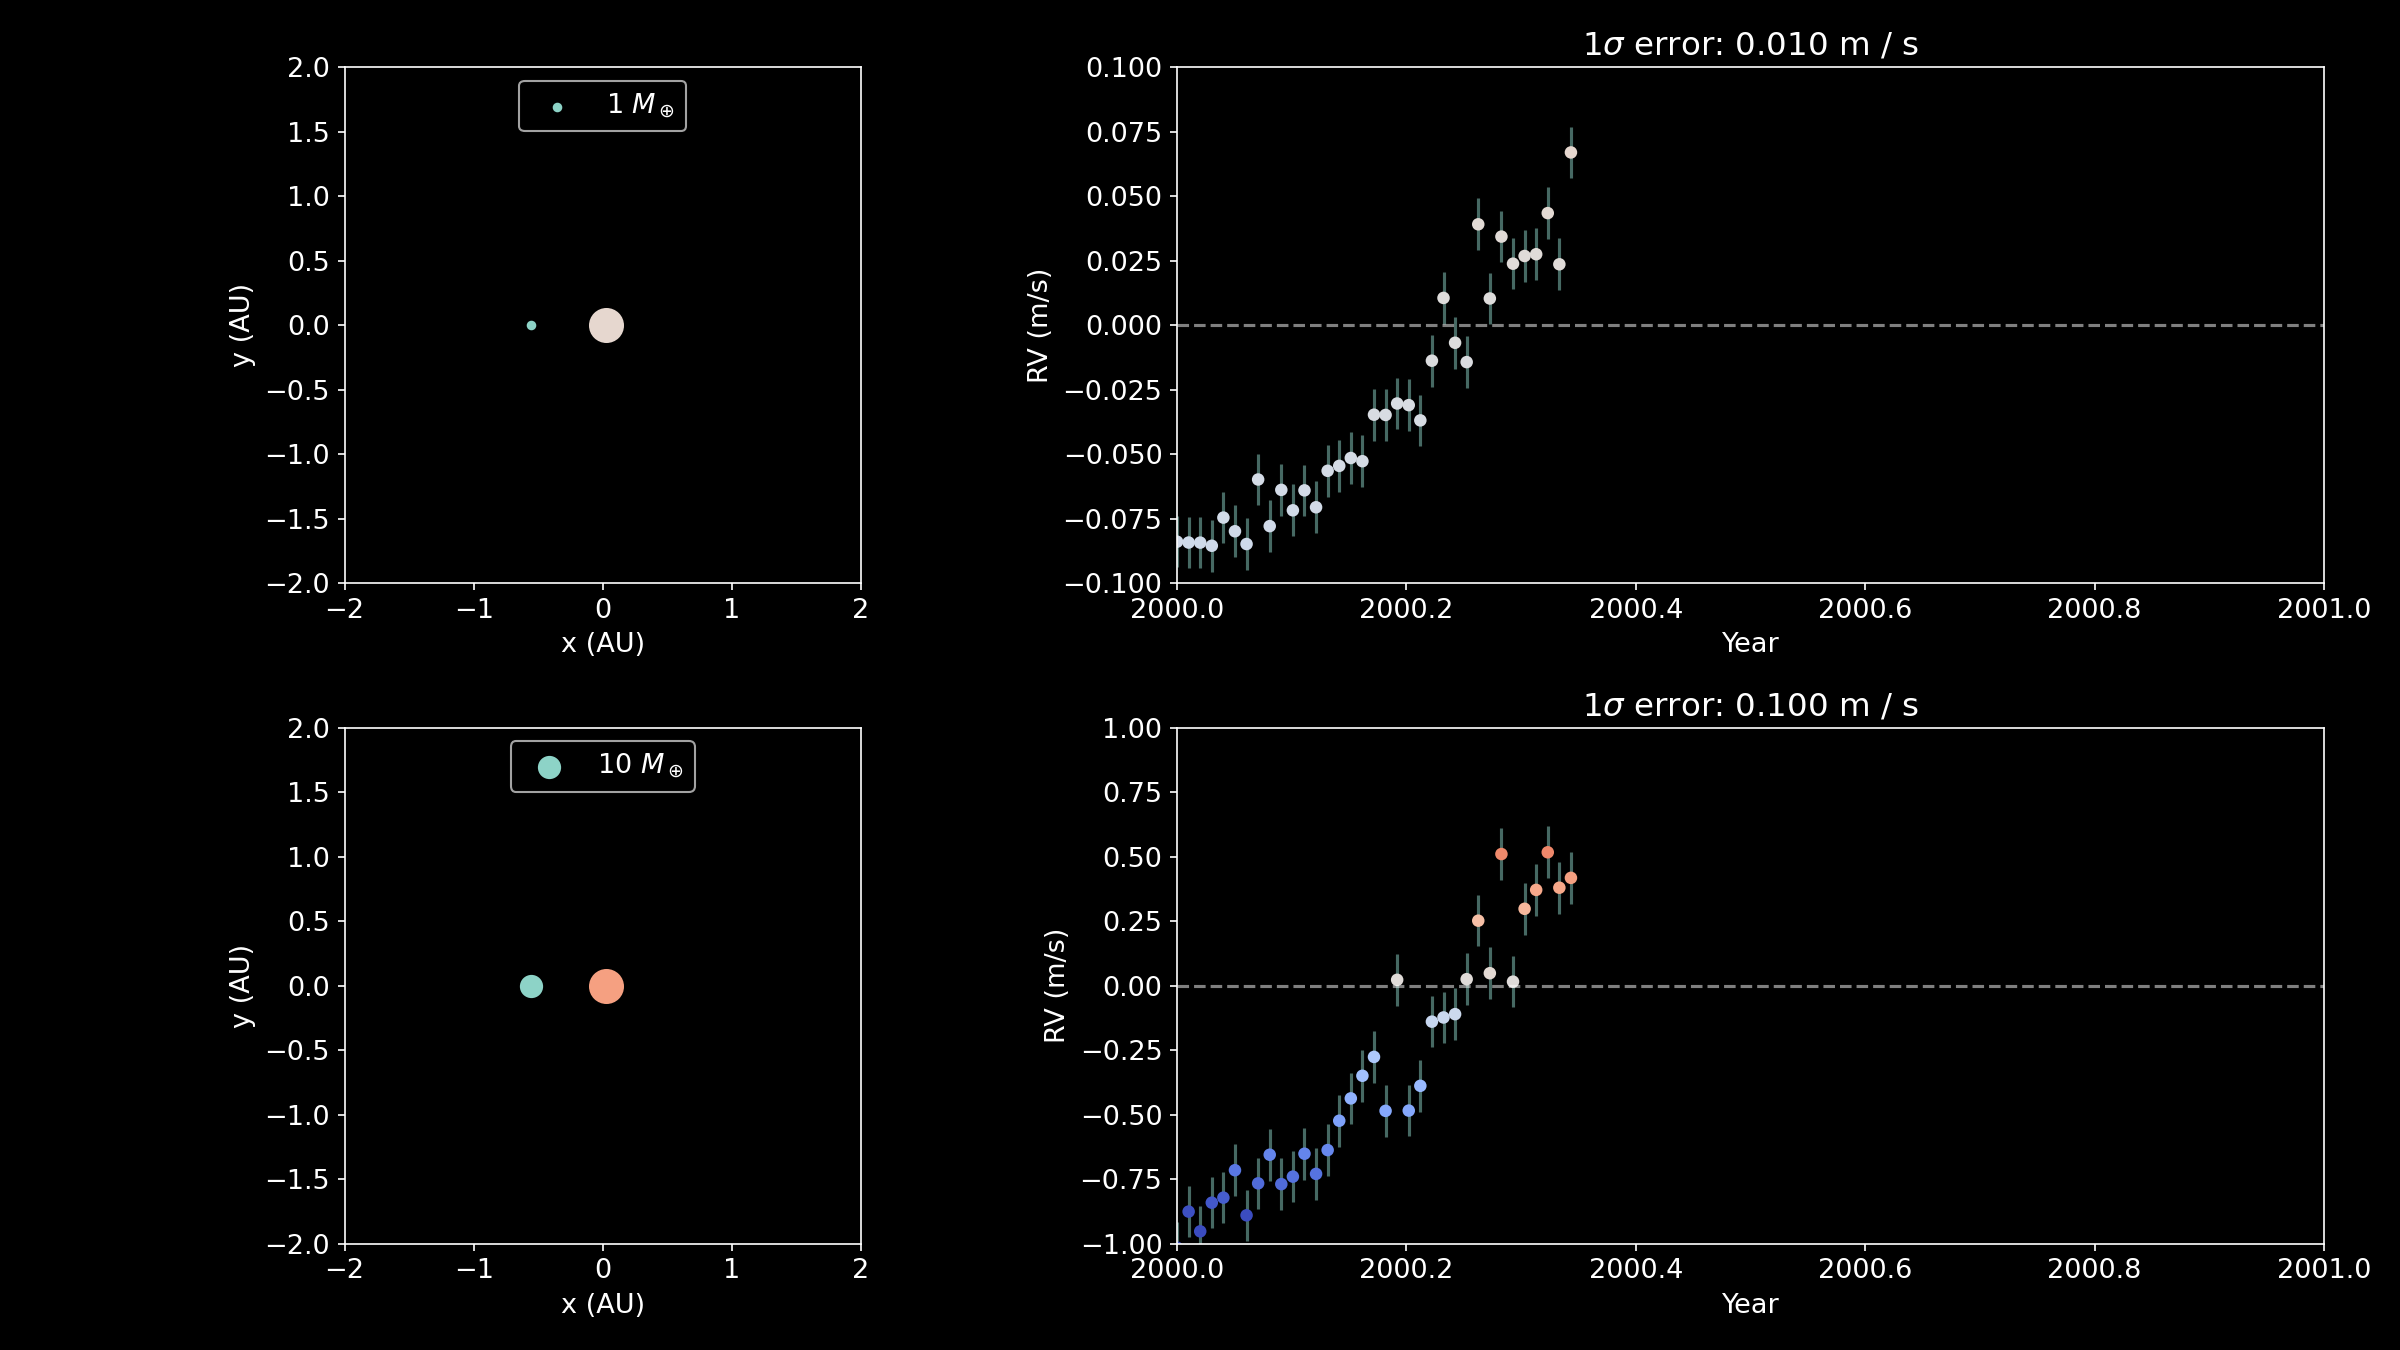 1σ error: 0.010 m / s
1 M⊕
2.0
1.5
1.0
0.5
0.0
−0.5
−1.0
−1.5
−2.0
y (AU)
−2 −1 0 1 2
x (AU)
0.100
0.075
0.050
0.025
0.000
−0.025
−0.050
−0.075
−0.100
RV (m/s)
2000.0 2000.2 2000.4 2000.6 2000.8 2001.0
Year
1σ error: 0.100 m / s
10 M⊕
2.0
1.5
1.0
0.5
0.0
−0.5
−1.0
−1.5
−2.0
y (AU)
−2 −1 0 1 2
x (AU)
1.00
0.75
0.50
0.25
0.00
−0.25
−0.50
−0.75
−1.00
RV (m/s)
2000.0 2000.2 2000.4 2000.6 2000.8 2001.0
Year